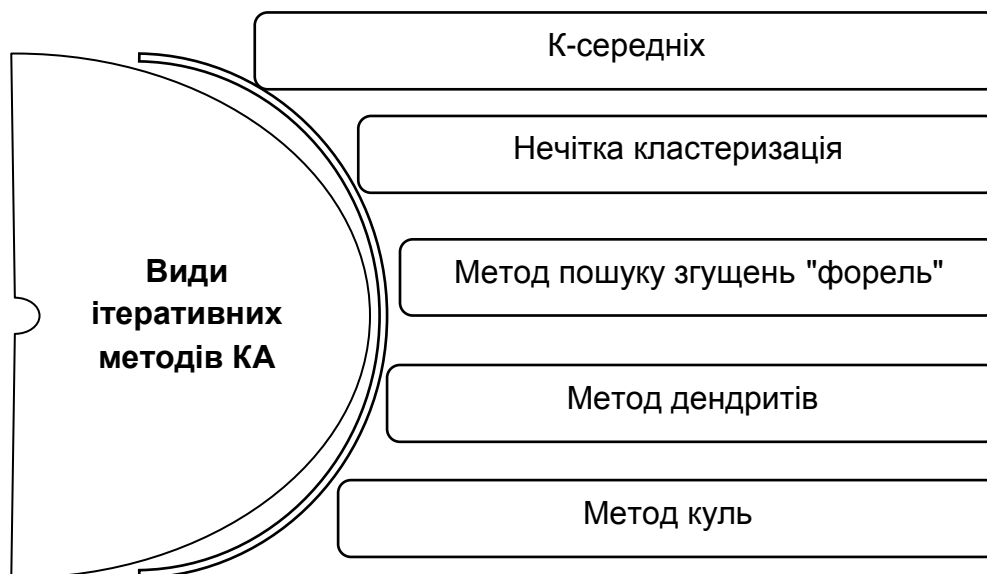 К-середніх
Нечітка кластеризація
Метод пошуку згущень "форель"
Види
ітеративних
методів КА
Метод дендритів
Метод куль